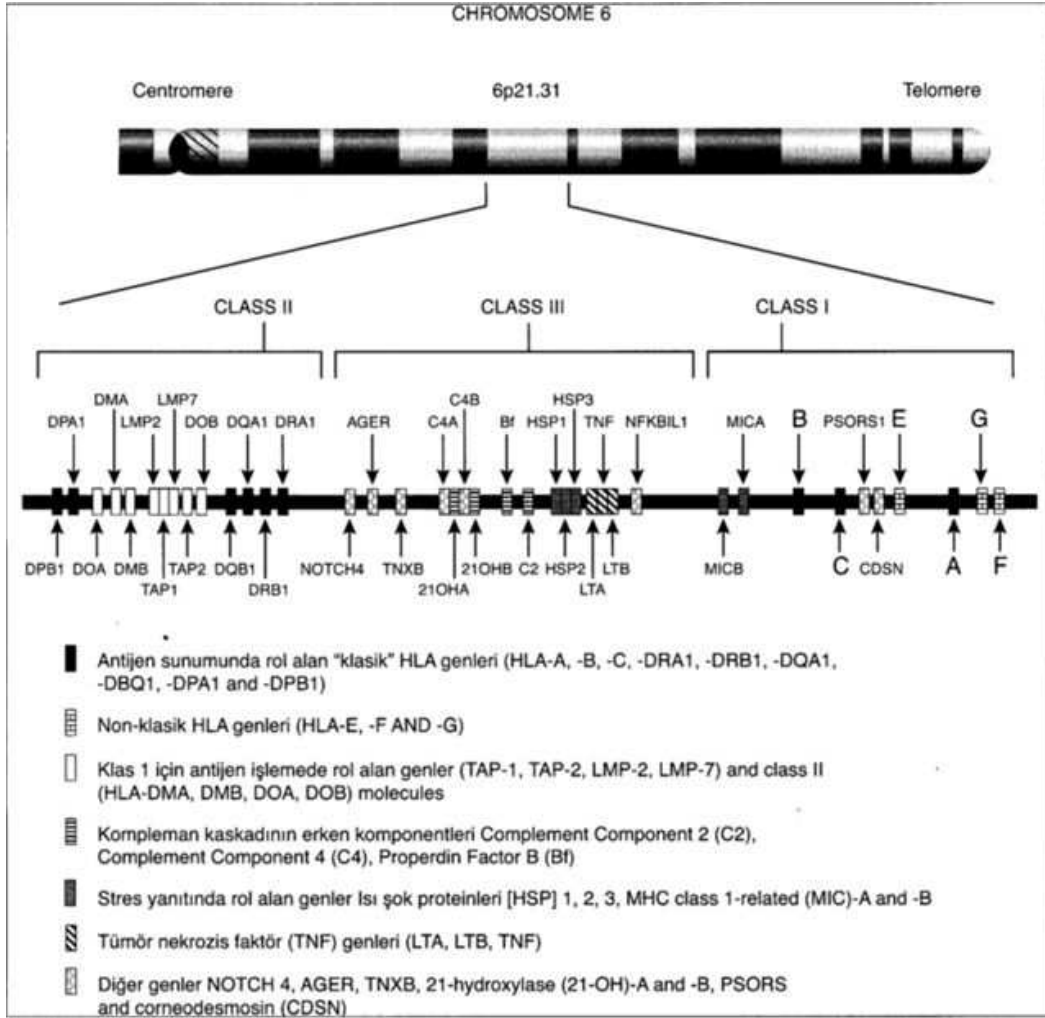 CHROMOSOME 6
Centromere 6p21.31 Telomere
CLASS II CLASS III CLASS I
DMA LMP7 C4B HSP3
DPA1 LMP2 DOB DQA1 DRA1 AGER C4A Bf HSP1 TNF NFKBIL1 MICA B PSORS1 E G
DPB1 DOA DMB TAP2 DQB1 NOTCH4 TNXB 21OHB C2 HSP2 LTB MICB C CDSN A F
TAP1 DRB1 21OHA LTA
Antijen sunumunda rol alan “klasik” HLA genleri (HLA-A, -B, -C, -DRA1, -DRB1, -DQA1,
-DBQ1, -DPA1 and -DPB1)
Non-klasik HLA genleri (HLA-E, -F AND -G)
Klas 1 için antijen işlemede rol alan genler (TAP-1, TAP-2, LMP-2, LMP-7) and class II
(HLA-DMA, DMB, DOA, DOB) molecules
Kompleman kaskadının erken komponentleri Complement Component 2 (C2),
Complement Component 4 (C4), Properdin Factor B (Bf)
Stres yanıtında rol alan genler Isı şok proteinleri [HSP] 1, 2, 3, MHC class 1-related (MIC)-A and -B
Tümör nekrozis faktör (TNF) genleri (LTA, LTB, TNF)
Diğer genler NOTCH 4, AGER, TNXB, 21-hydroxylase (21-OH)-A and -B, PSORS
and corneodesmosin (CDSN)